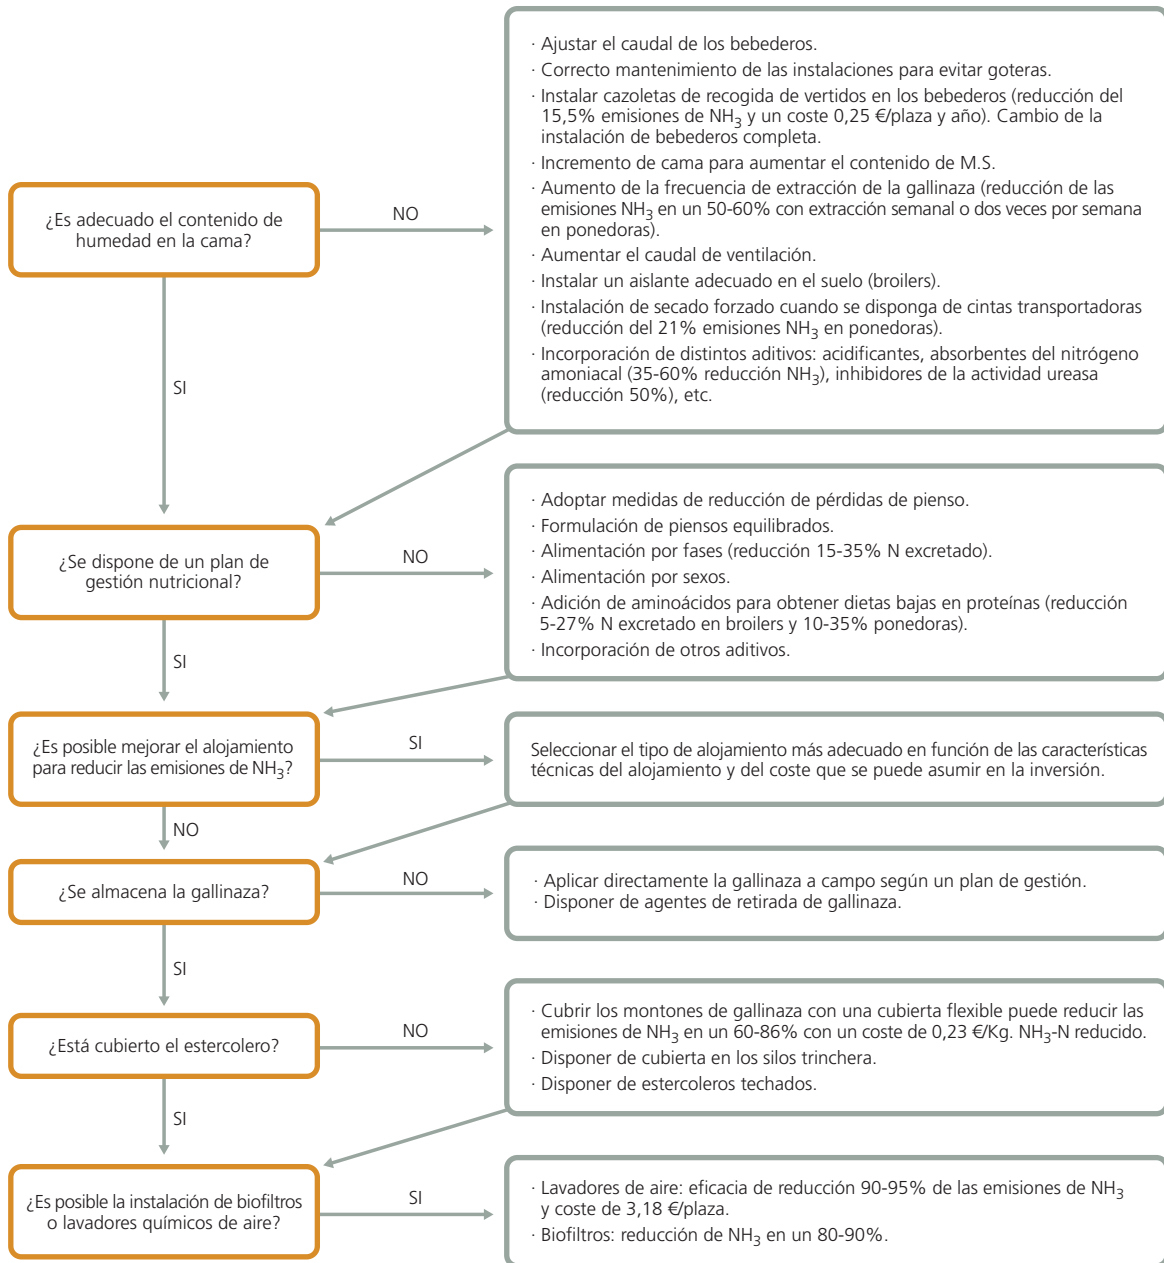 ¿Es adecuado el contenido de
humedad en la cama?
NO
SI
· Ajustar el caudal de los bebederos.
· Correcto mantenimiento de las instalaciones para evitar goteras.
· Instalar cazoletas de recogida de vertidos en los bebederos (reducción del
15,5% emisiones de NH3 y un coste 0,25 €/plaza y año). Cambio de la
instalación de bebederos completa.
· Incremento de cama para aumentar el contenido de M.S.
· Aumento de la frecuencia de extracción de la gallinaza (reducción de las
emisiones NH3 en un 50-60% con extracción semanal o dos veces por semana
en ponedoras).
· Aumentar el caudal de ventilación.
· Instalar un aislante adecuado en el suelo (broilers).
· Instalación de secado forzado cuando se disponga de cintas transportadoras
(reducción del 21% emisiones NH3 en ponedoras).
· Incorporación de distintos aditivos: acidificantes, absorbentes del nitrógeno
amoniacal (35-60% reducción NH3), inhibidores de la actividad ureasa
(reducción 50%), etc.
¿Se dispone de un plan de
gestión nutricional?
NO
SI
· Adoptar medidas de reducción de pérdidas de pienso.
· Formulación de piensos equilibrados.
· Alimentación por fases (reducción 15-35% N excretado).
· Alimentación por sexos.
· Adición de aminoácidos para obtener dietas bajas en proteínas (reducción
5-27% N excretado en broilers y 10-35% ponedoras).
· Incorporación de otros aditivos.
¿Es posible mejorar el alojamiento
para reducir las emisiones de NH3?
SI
NO
Seleccionar el tipo de alojamiento más adecuado en función de las características
técnicas del alojamiento y del coste que se puede asumir en la inversión.
¿Se almacena la gallinaza?
NO
SI
· Aplicar directamente la gallinaza a campo según un plan de gestión.
· Disponer de agentes de retirada de gallinaza.
¿Está cubierto el estercolero?
NO
SI
· Cubrir los montones de gallinaza con una cubierta flexible puede reducir las
emisiones de NH3 en un 60-86% con un coste de 0,23 €/Kg. NH3-N reducido.
· Disponer de cubierta en los silos trinchera.
· Disponer de estercoleros techados.
¿Es posible la instalación de biofiltros
o lavadores químicos de aire?
SI
· Lavadores de aire: eficacia de reducción 90-95% de las emisiones de NH3
y coste de 3,18 €/plaza.
· Biofiltros: reducción de NH3 en un 80-90%.